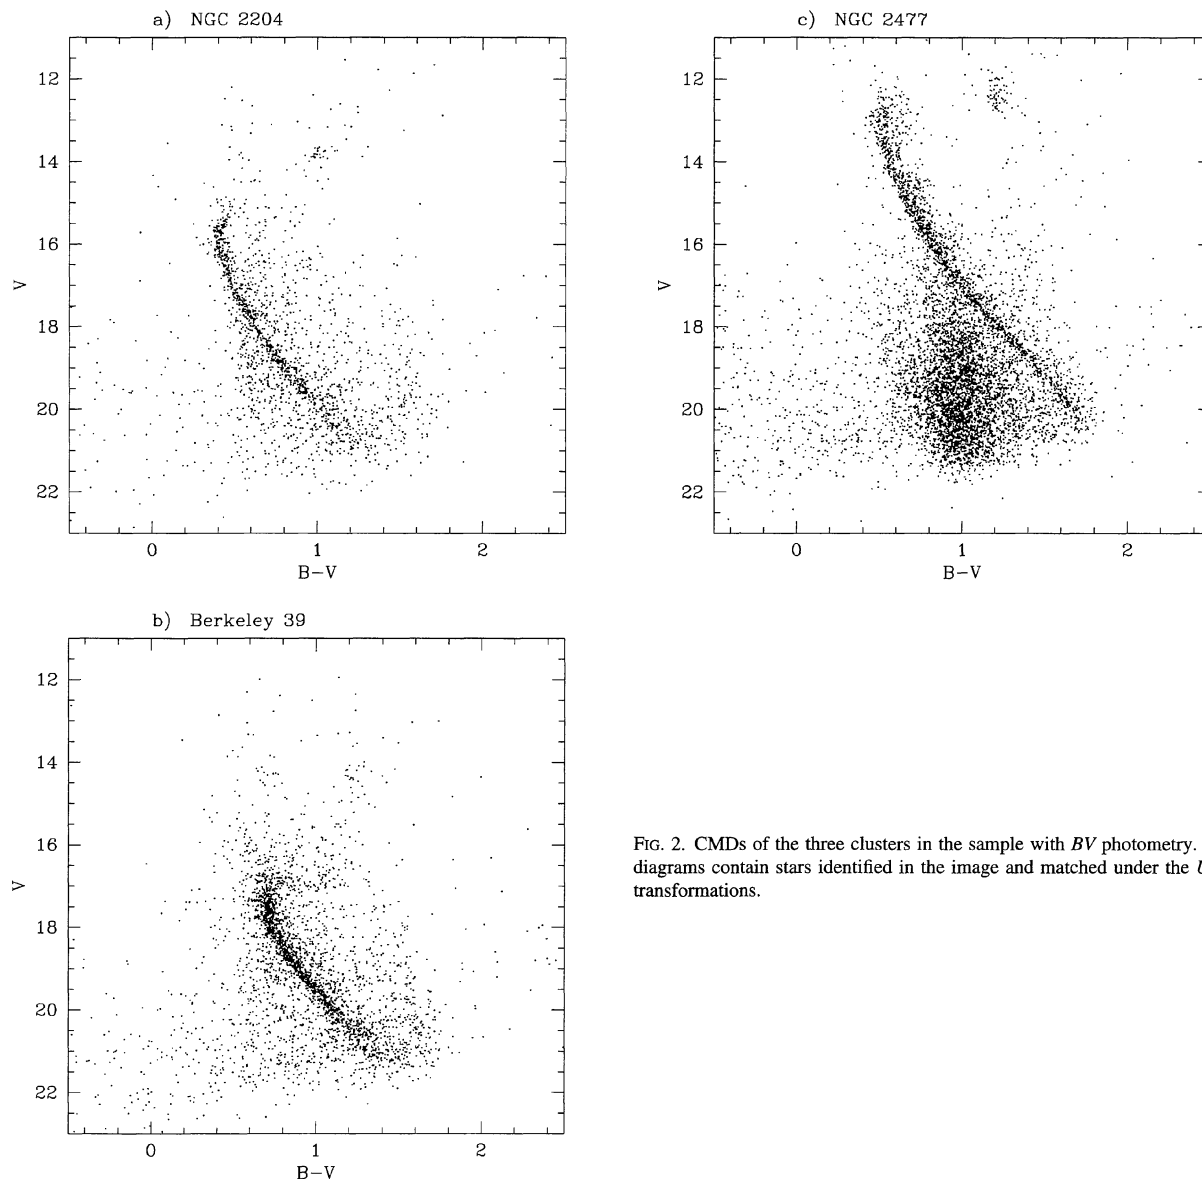 a) NGC 2204
12
14
16
18
20
22
V
0 1 2
B-V
c) NGC 2477
12
14
16
18
20
22
V
0 1 2
B-V
b) Berkeley 39
12
14
16
18
20
22
V
0 1 2
B-V
FIG. 2. CMDs of the three clusters in the sample with BV photometry.
diagrams contain stars identified in the image and matched under the
transformations.